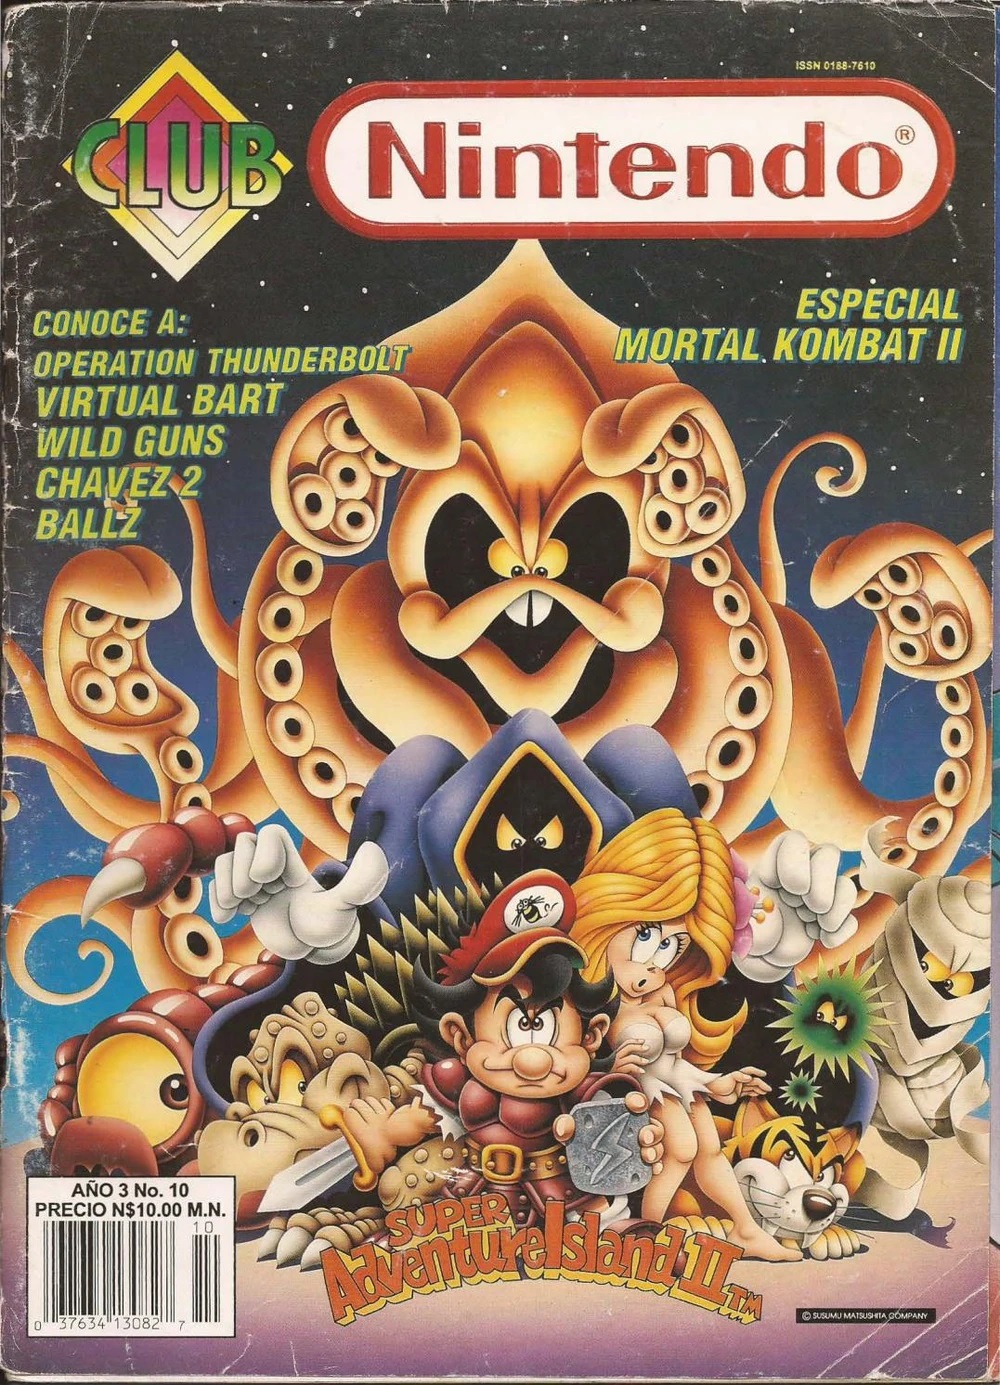 ISSN 0188-7610
CLUB
Nintendo®
CONOCE A:
OPERATION THUNDERBOLT
VIRTUAL BART
WILD GUNS
CHAVEZ 2
BALLZ
ESPECIAL
MORTAL KOMBAT II
AÑO 3 No. 10
PRECIO N$10.00 M.N.
10
0 37634 13082 7
SUPER
Adventure Island II™
© SUSUMU MATSUSHITA COMPANY